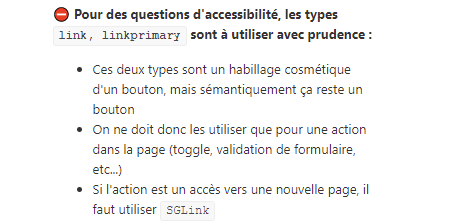 ⛔ Pour des questions d'accessibilité, les types
link, linkprimary sont à utiliser avec prudence :
• Ces deux types sont un habillage cosmétique
d'un bouton, mais sémantiquement ça reste un
bouton
• On ne doit donc les utiliser que pour une action
dans la page (toggle, validation de formulaire,
etc...)
• Si l'action est un accès vers une nouvelle page, il
faut utiliser SGLink